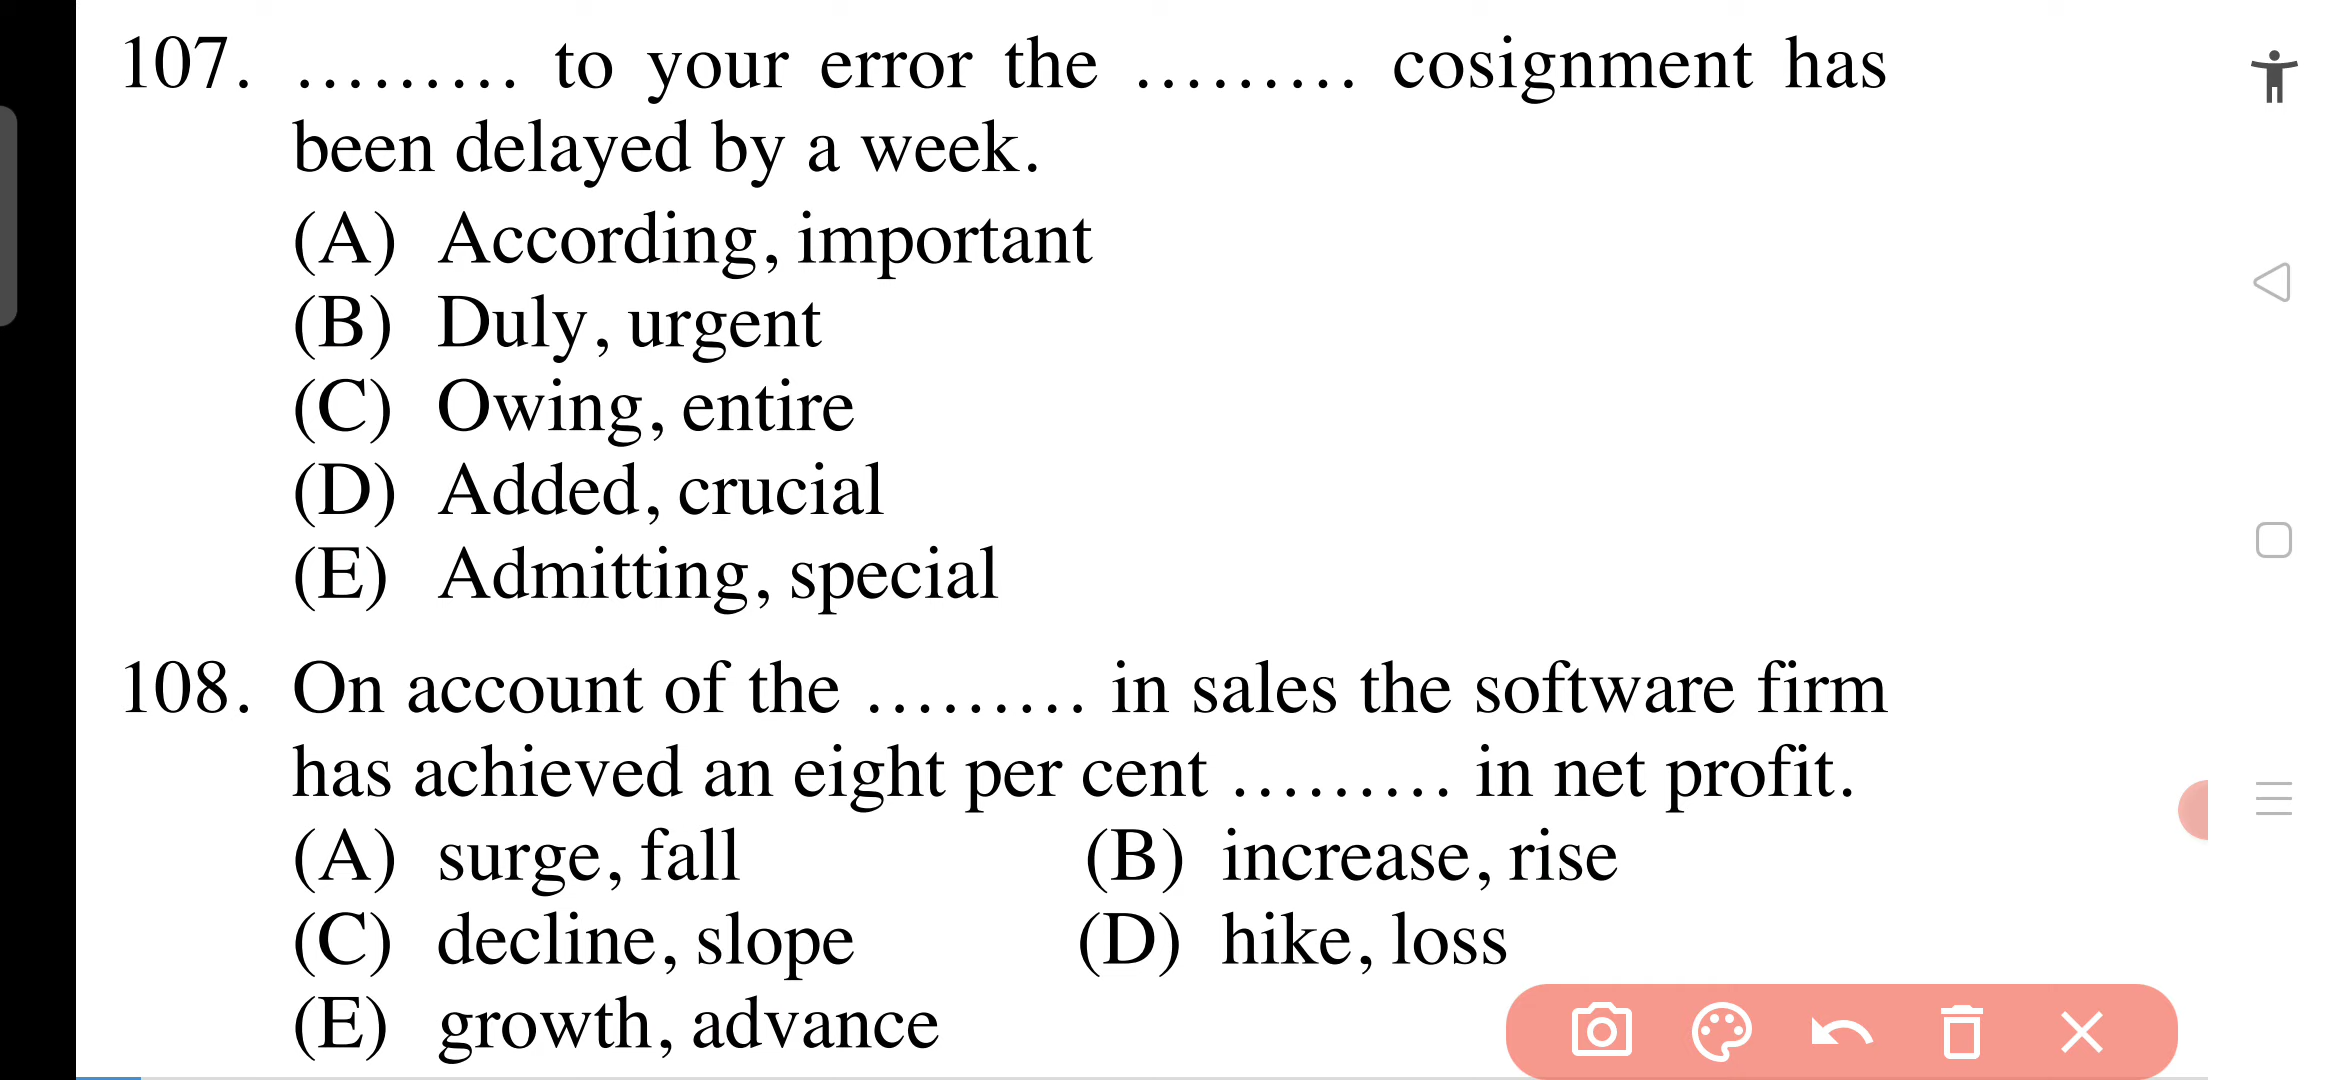 107. ......... to your error the ......... cosignment has
been delayed by a week.
(A) According, important
(B) Duly, urgent
(C) Owing, entire
(D) Added, crucial
(E) Admitting, special
108. On account of the ......... in sales the software firm
has achieved an eight per cent ......... in net profit.
(A) surge, fall (B) increase, rise
(C) decline, slope (D) hike, loss
(E) growth, advance